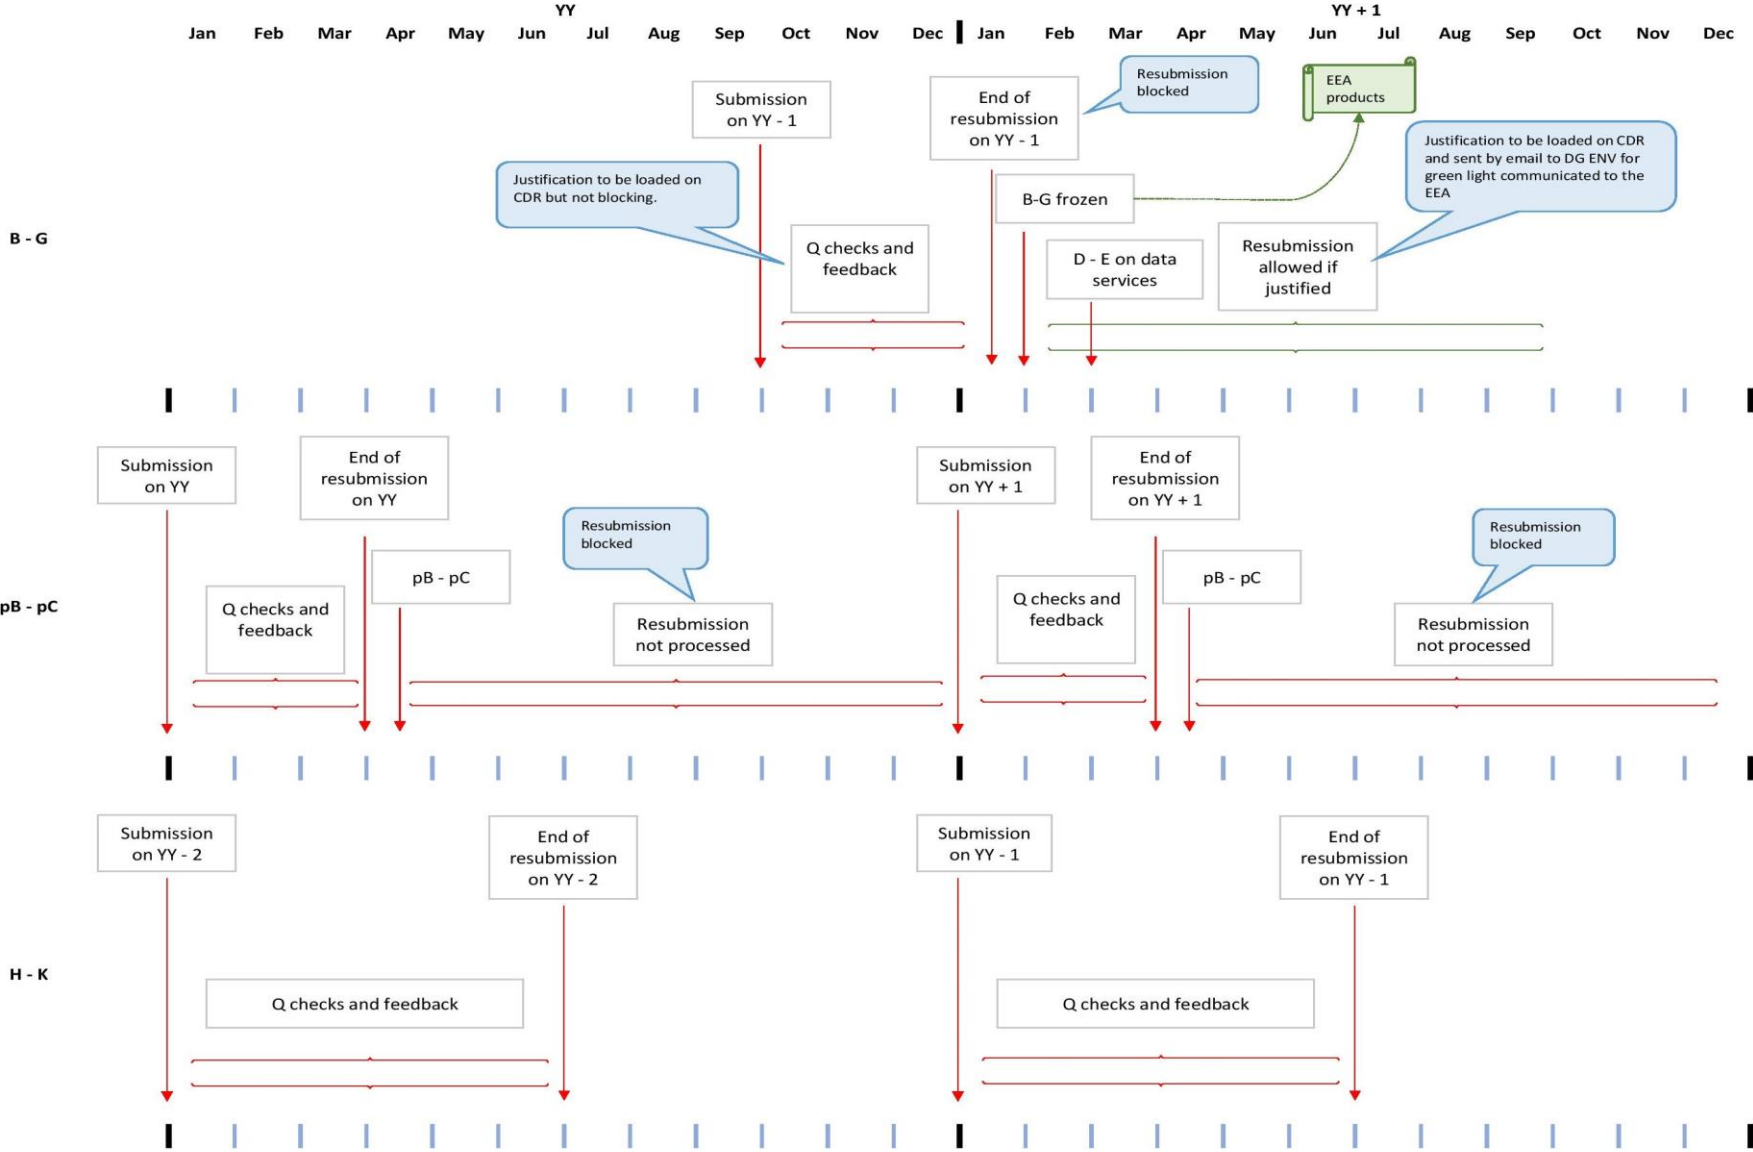 YY
YY + 1
Jan Feb Mar Apr May Jun Jul Aug Sep Oct Nov Dec Jan Feb Mar Apr May Jun Jul Aug Sep Oct Nov Dec
B - G
Submission
on YY - 1
Justification to be loaded on
CDR but not blocking.
Q checks and
feedback
End of
resubmission
on YY - 1
Resubmission
blocked
B-G frozen
D - E on data
services
EEA
products
Justification to be loaded on CDR
and sent by email to DG ENV for
green light communicated to the
EEA
Resubmission
allowed if
justified
pB - pC
Submission
on YY
Q checks and
feedback
End of
resubmission
on YY
pB - pC
Resubmission
blocked
Resubmission
not processed
Submission
on YY + 1
Q checks and
feedback
End of
resubmission
on YY + 1
pB - pC
Resubmission
blocked
Resubmission
not processed
H - K
Submission
on YY - 2
Q checks and feedback
End of
resubmission
on YY - 2
Submission
on YY - 1
Q checks and feedback
End of
resubmission
on YY - 1